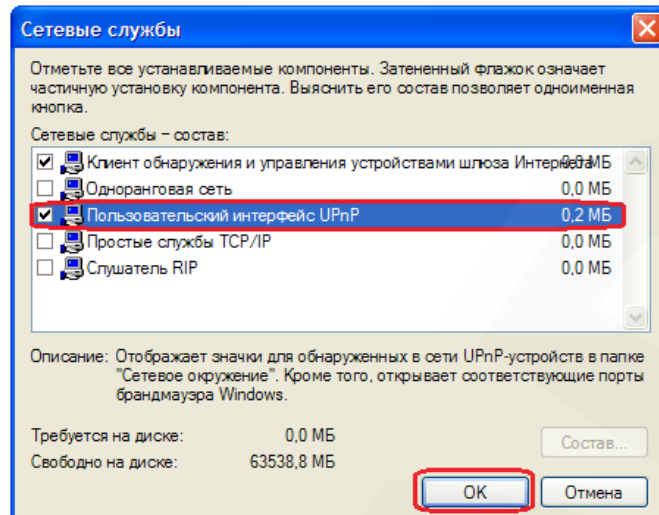 Сетевые службы
Отметьте все устанавливаемые компоненты. Затененный флажок означает
частичную установку компонента. Выяснить его состав позволяет одноименная
кнопка.
Сетевые службы – состав:
Клиент обнаружения и управления устройствами шлюза Интернета 0,0 МБ
Одноранговая сеть 0,0 МБ
Пользовательский интерфейс UPnP 0,2 МБ
Простые службы TCP/IP 0,0 МБ
Слушатель RIP 0,0 МБ
Описание: Отображает значки для обнаруженных в сети UPnP-устройств в папке
"Сетевое окружение". Кроме того, открывает соответствующие порты
брандмауэра Windows.
Требуется на диске: 0,0 МБ
Состав...
Свободно на диске: 63538,8 МБ
OK Отмена